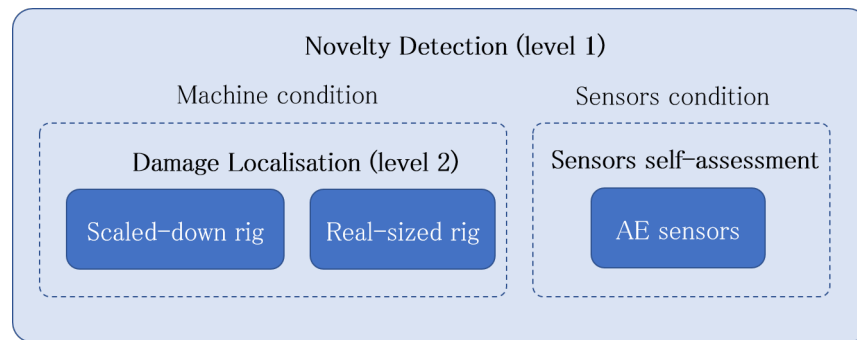 Novelty Detection (level 1)
Machine condition
Sensors condition
Damage Localisation (level 2)
Sensors self-assessment
Scaled-down rig
Real-sized rig
AE sensors